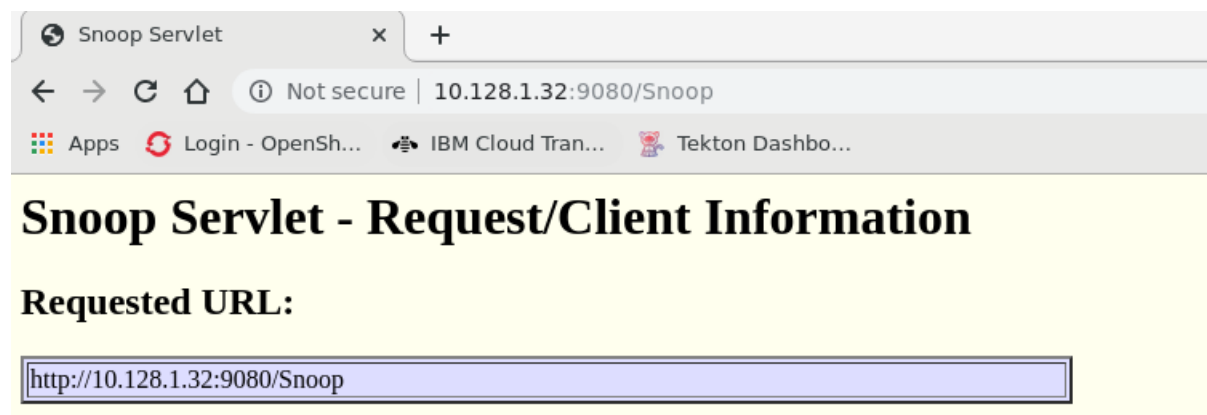 Snoop Servlet
Not secure | 10.128.1.32:9080/Snoop
Apps Login - OpenSh... IBM Cloud Tran... Tekton Dashbo...
Snoop Servlet - Request/Client Information
Requested URL:
http://10.128.1.32:9080/Snoop